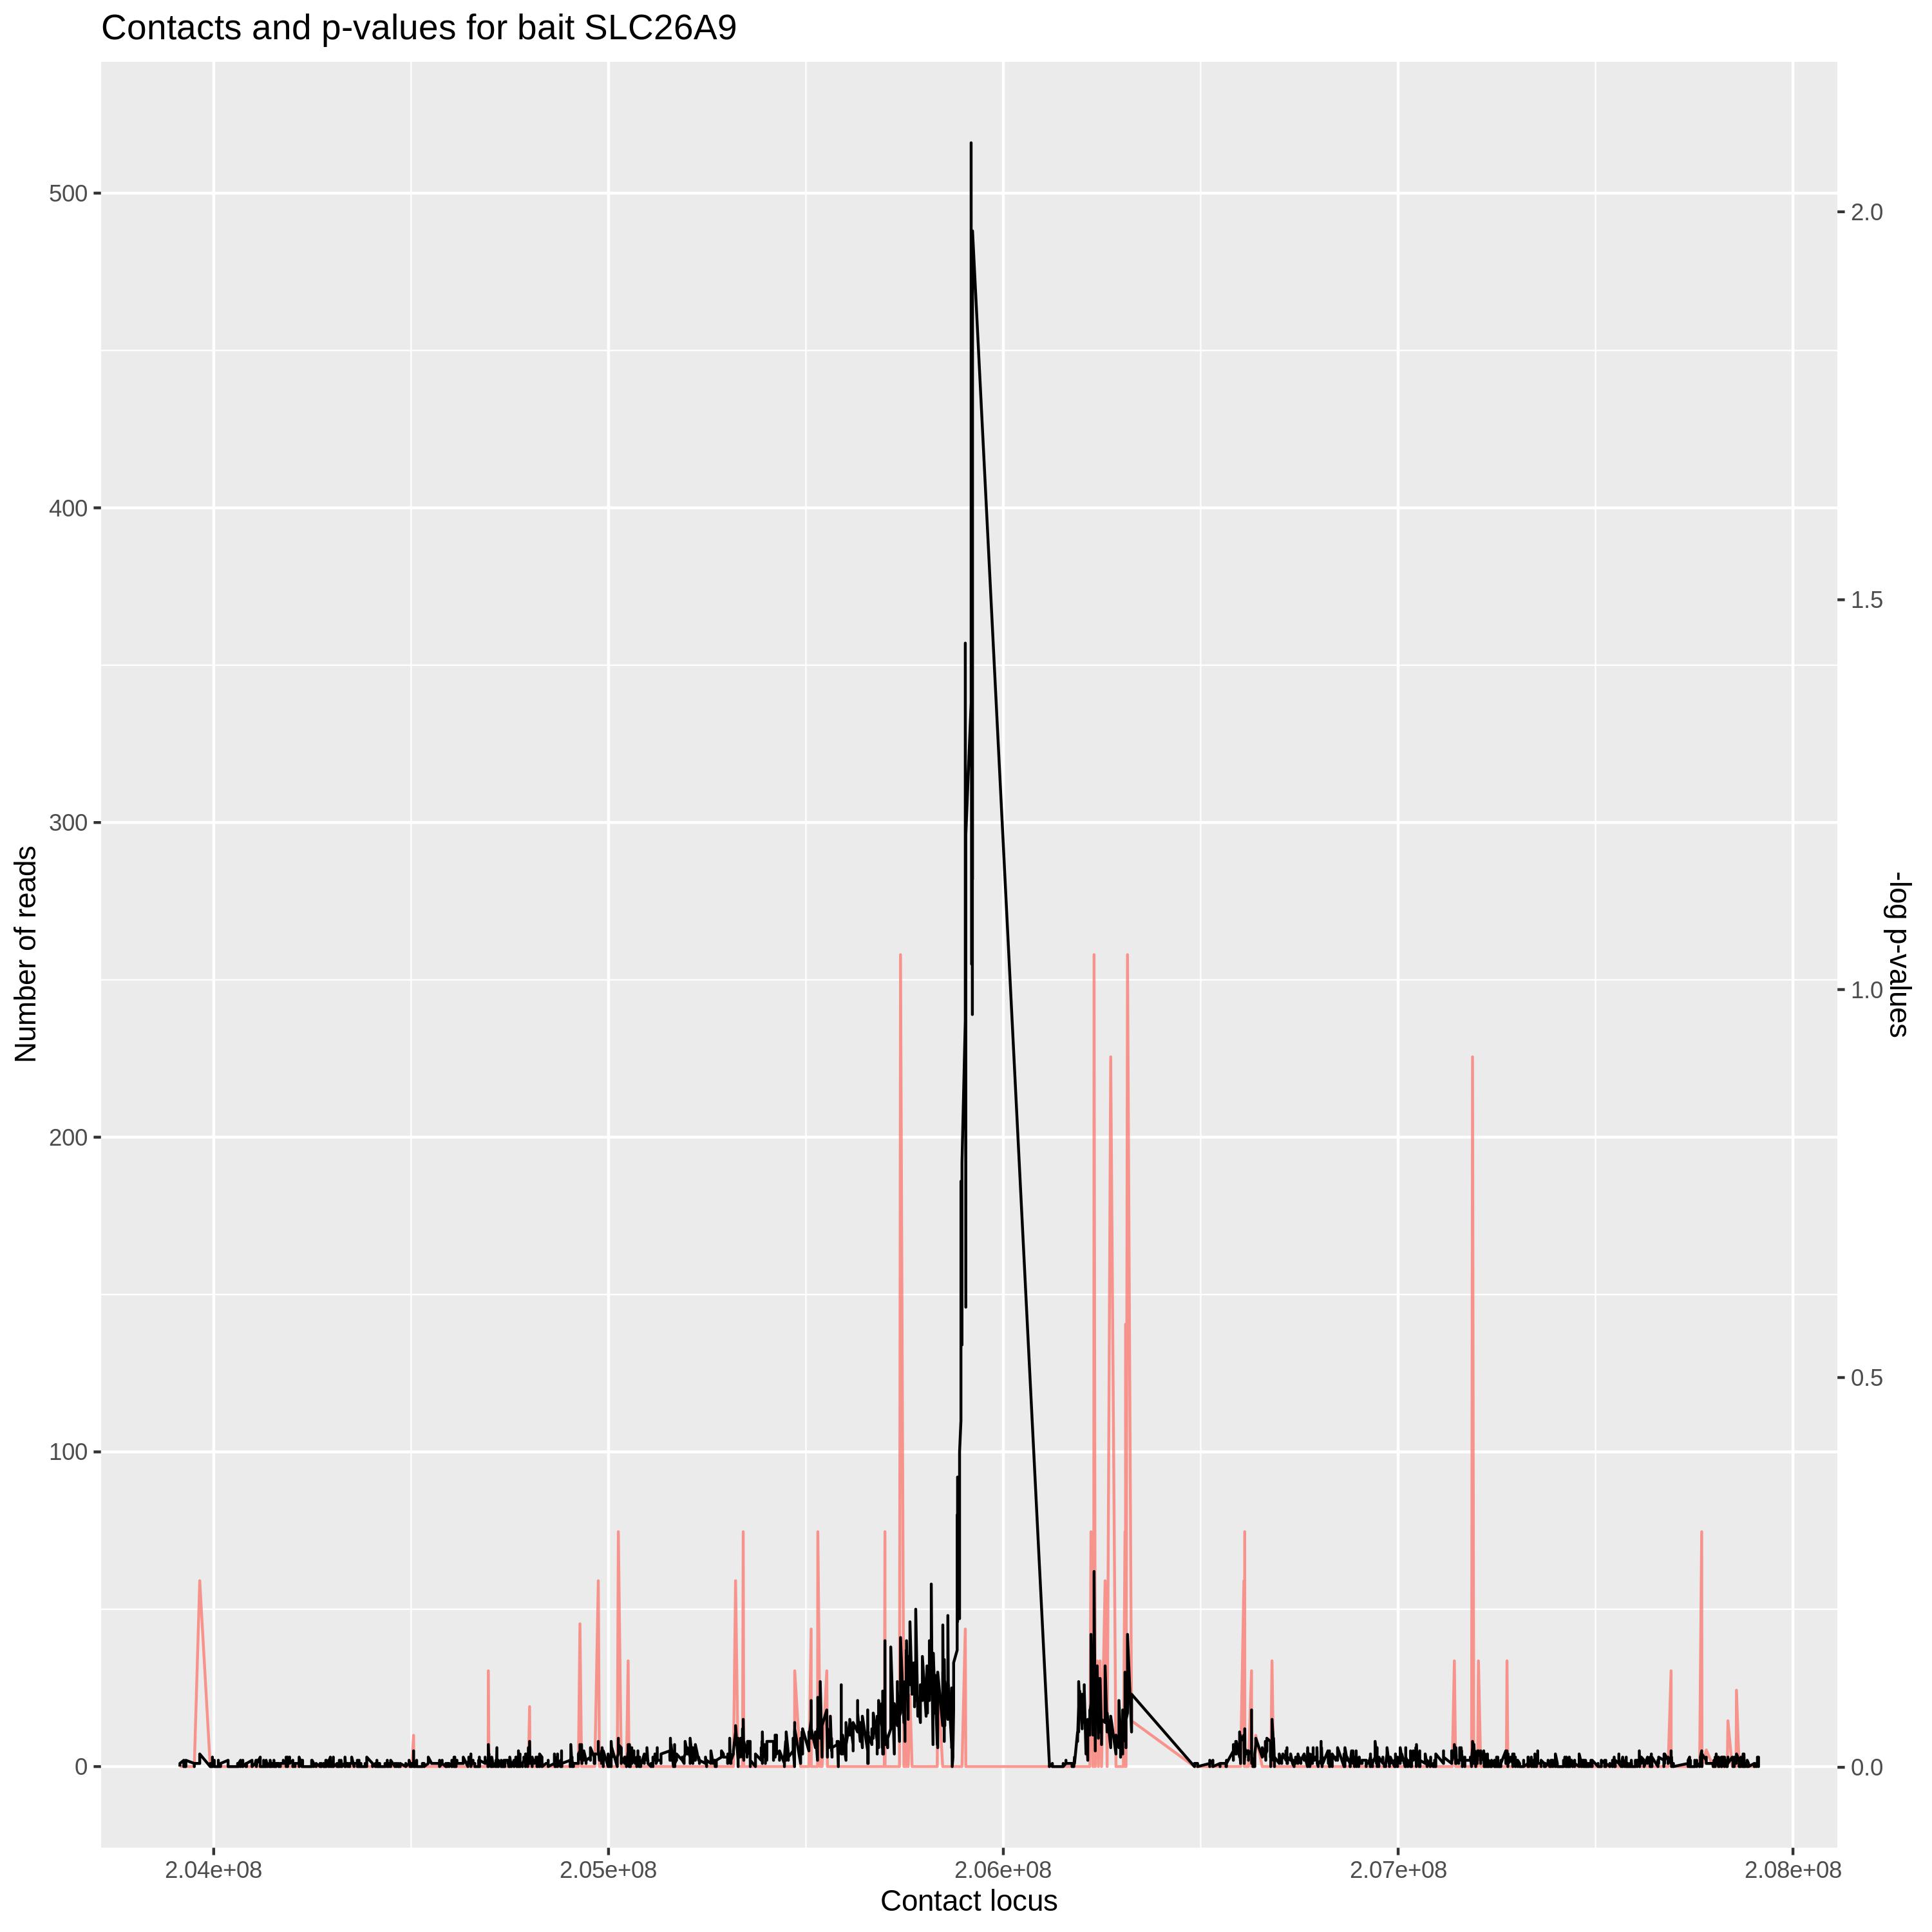 Contacts and p-values for bait SLC26A9
500
400
300
200
100
0
Number of reads
2.0
1.5
1.0
0.5
0.0
-log p-values
2.04e+08 2.05e+08 2.06e+08 2.07e+08 2.08e+08
Contact locus